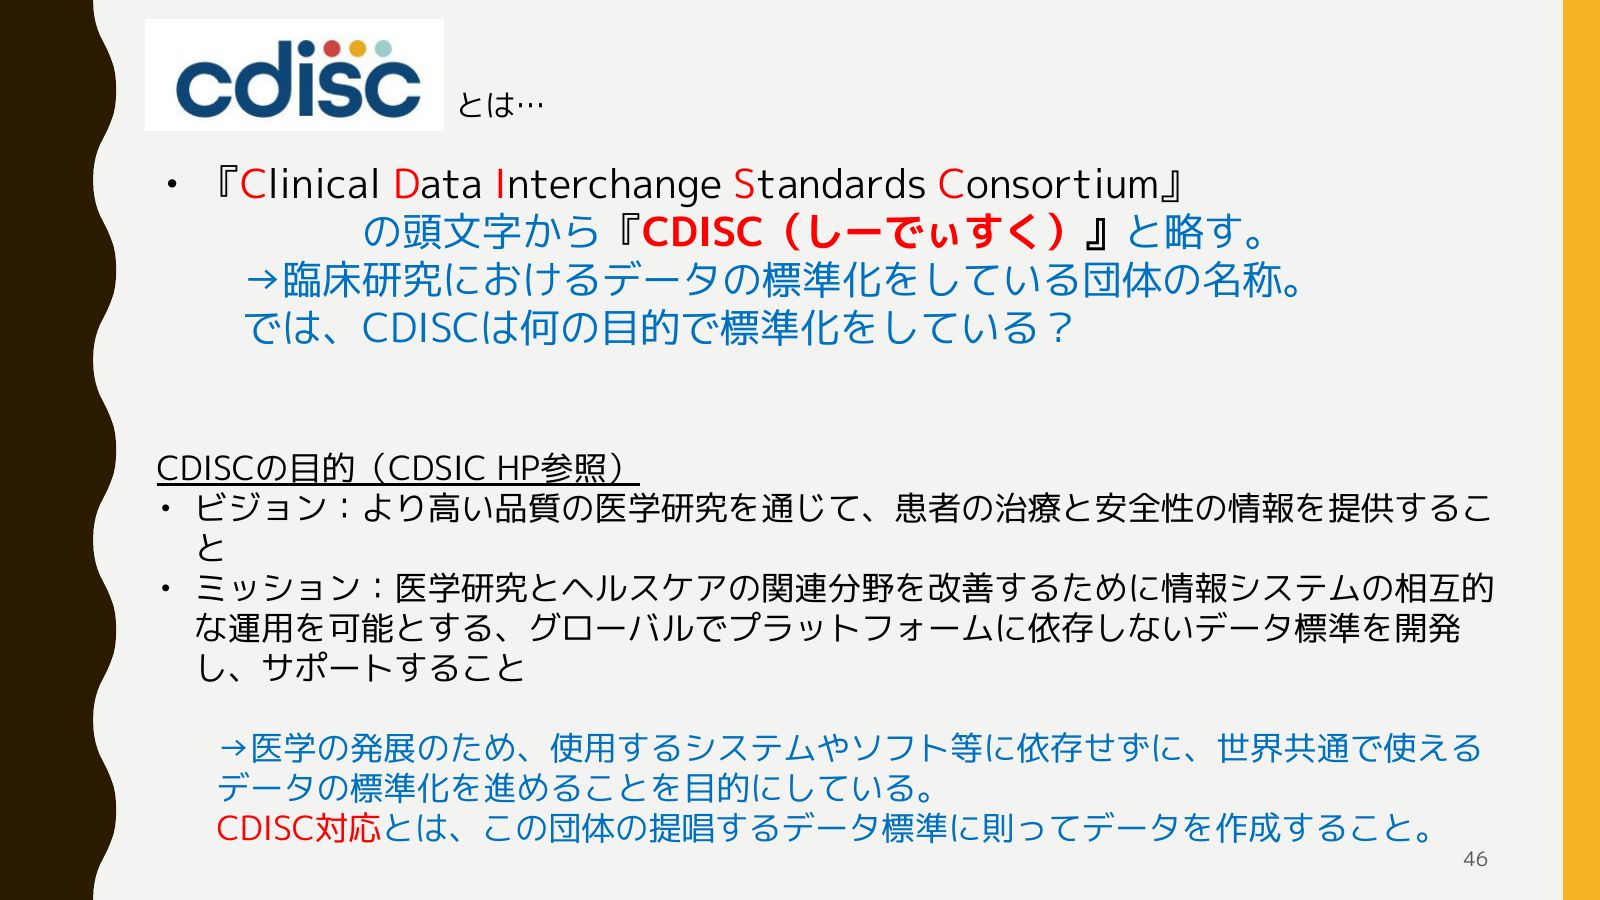 cdisc とは…
・『Clinical Data Interchange Standards Consortium』
の頭文字から『CDISC（しーでぃすく）』と略す。
→臨床研究におけるデータの標準化をしている団体の名称。
では、CDISCは何の目的で標準化をしている？
CDISCの目的（CDSIC HP参照）
・ビジョン：より高い品質の医学研究を通じて、患者の治療と安全性の情報を提供するこ
と
・ミッション：医学研究とヘルスケアの関連分野を改善するために情報システムの相互的
な運用を可能とする、グローバルでプラットフォームに依存しないデータ標準を開発
し、サポートすること
→医学の発展のため、使用するシステムやソフト等に依存せずに、世界共通で使える
データの標準化を進めることを目的にしている。
CDISC対応とは、この団体の提唱するデータ標準に則ってデータを作成すること。
46